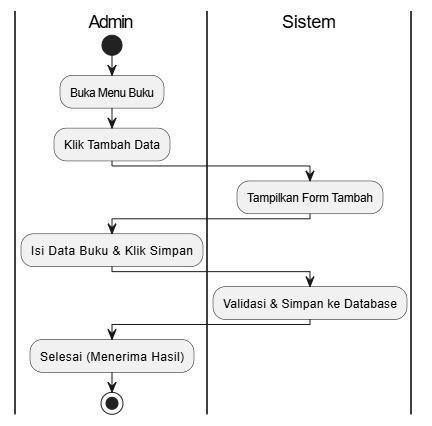 Admin
Sistem
Buka Menu Buku
Klik Tambah Data
Tampilkan Form Tambah
Isi Data Buku & Klik Simpan
Validasi & Simpan ke Database
Selesai (Menerima Hasil)